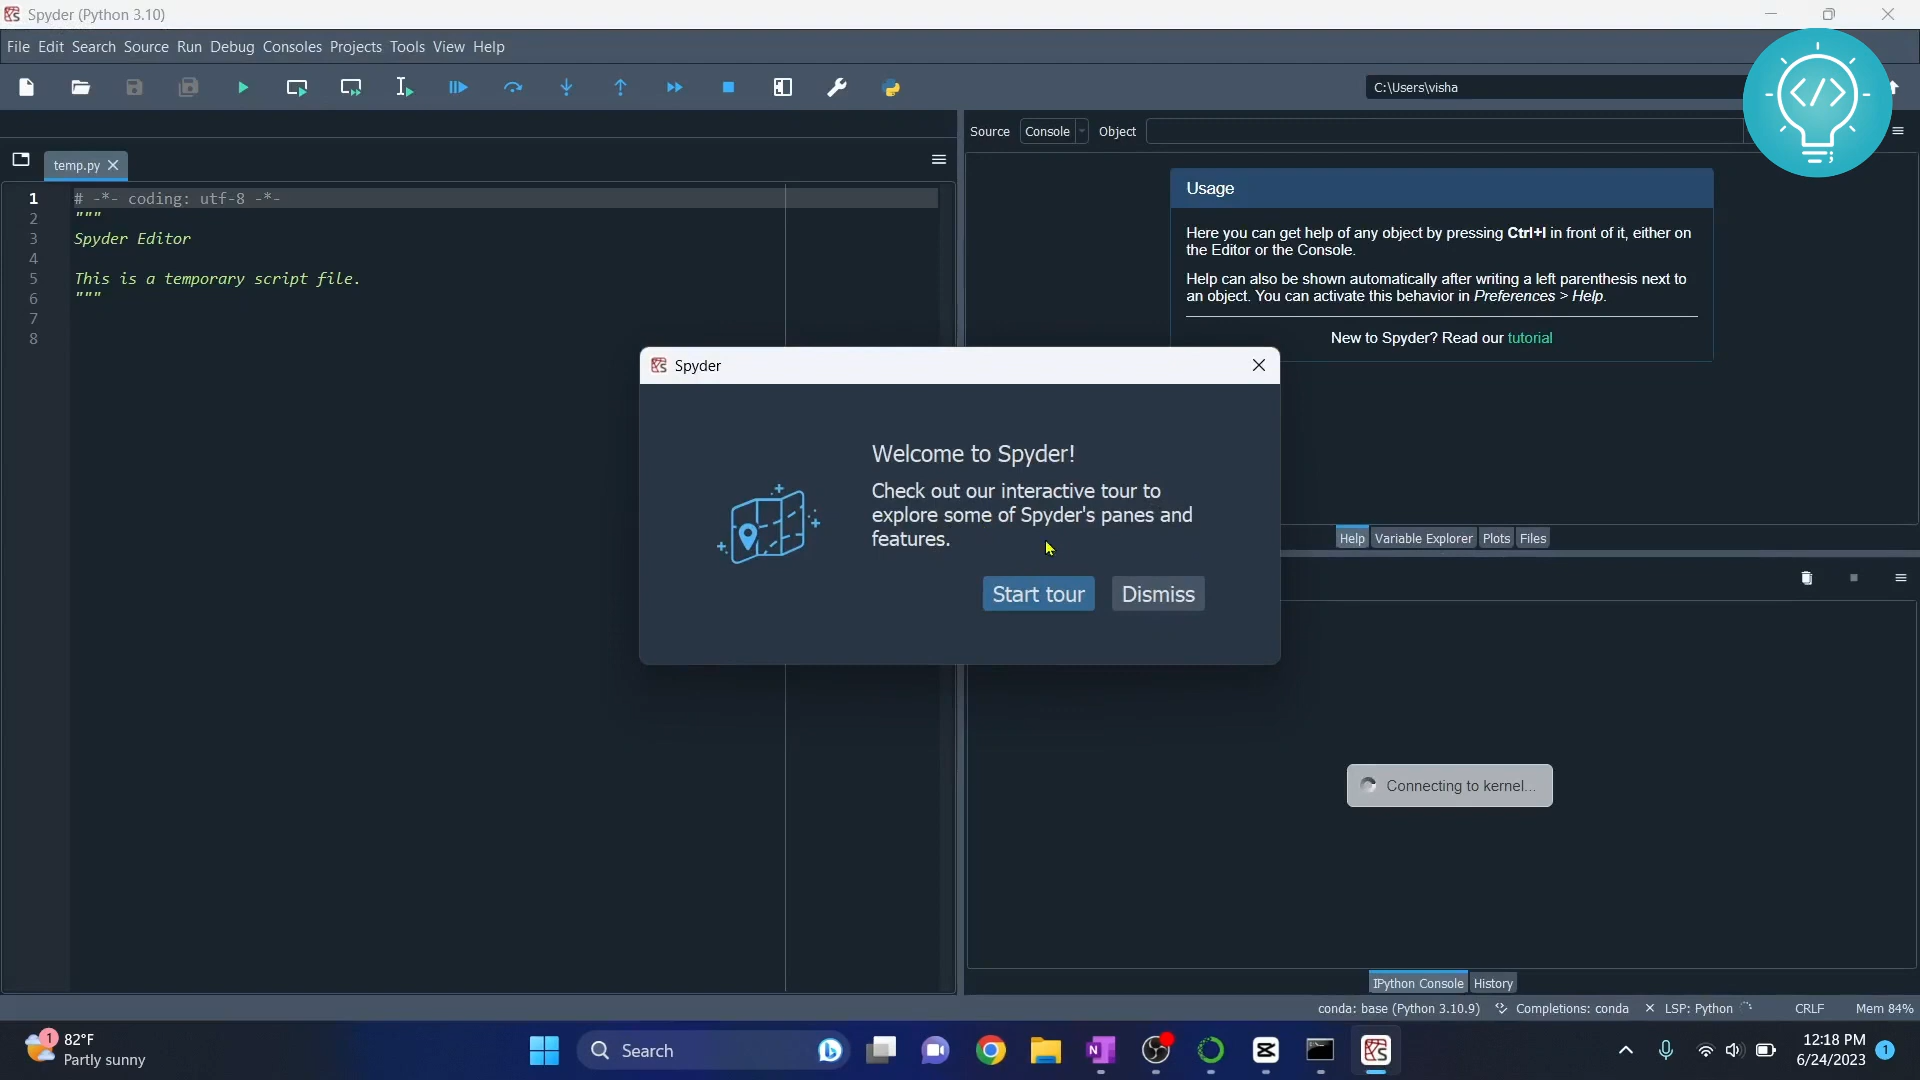 Spyder (Python 3.10)
File Edit Search Source Run Debug Consoles Projects Tools View Help
C:\Users\visha
</>
temp.py
1 # -*- coding: utf-8 -*-
2 """
3 Spyder Editor
4
5 This is a temporary script file.
6 """
7
8
Source Console Object
Usage
Here you can get help of any object by pressing Ctrl+I in front of it, either on
the Editor or the Console.
Help can also be shown automatically after writing a left parenthesis next to
an object. You can activate this behavior in Preferences > Help.
New to Spyder? Read our tutorial
Spyder
Welcome to Spyder!
Check out our interactive tour to
explore some of Spyder's panes and
features.
Start tour Dismiss
Help Variable Explorer Plots Files
Connecting to kernel...
IPython Console History
conda: base (Python 3.10.9) Completions: conda LSP: Python CRLF Mem 84%
1
82°F
Partly sunny
Search
12:18 PM
6/24/2023
1